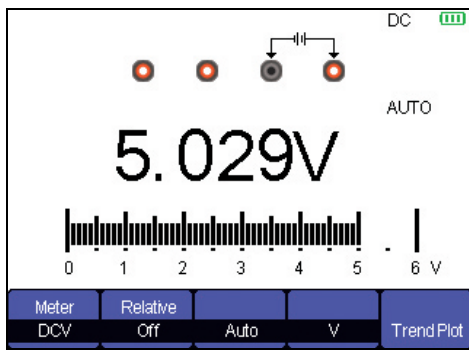 DC
AUTO
5.029V
0 1 2 3 4 5 6 V
Meter Relative
DCV Off Auto V Trend Plot